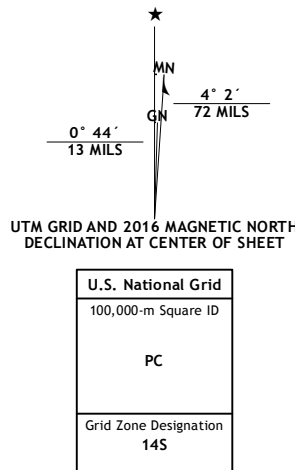 ★
MN
GN
4° 2´
72 MILS
0° 44´
13 MILS
UTM GRID AND 2016 MAGNETIC NORTH
DECLINATION AT CENTER OF SHEET
U.S. National Grid
100,000-m Square ID
PC
Grid Zone Designation
14S